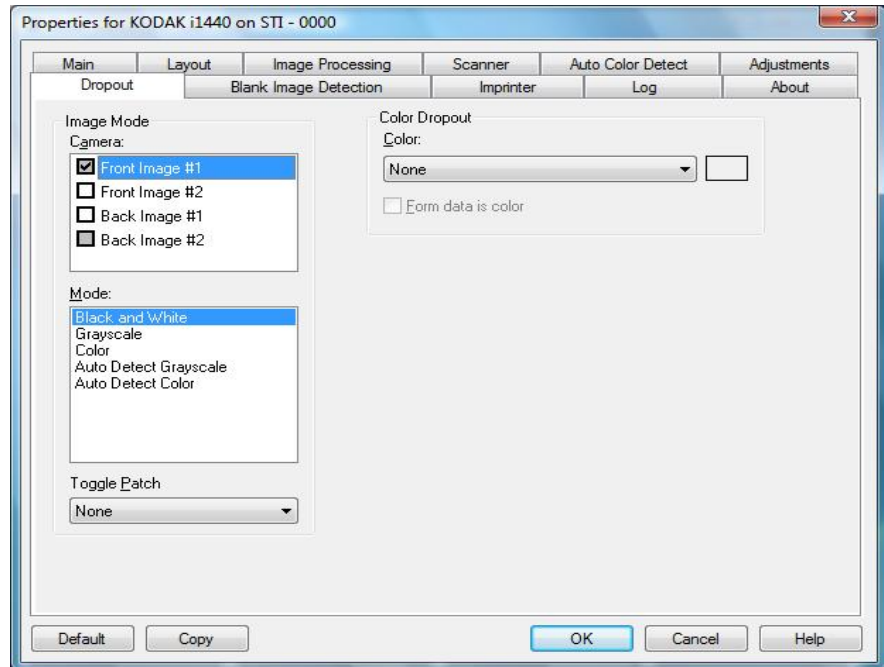 Properties for KODAK i1440 on STI - 0000
Main
Layout
Image Processing
Scanner
Auto Color Detect
Adjustments
Dropout
Blank Image Detection
Imprinter
Log
About
Image Mode
Camera:
Front Image #1
Front Image #2
Back Image #1
Back Image #2
Mode:
Black and White
Grayscale
Color
Auto Detect Grayscale
Auto Detect Color
Toggle Patch
None
Color Dropout
Color:
None
Form data is color
Default
Copy
OK
Cancel
Help